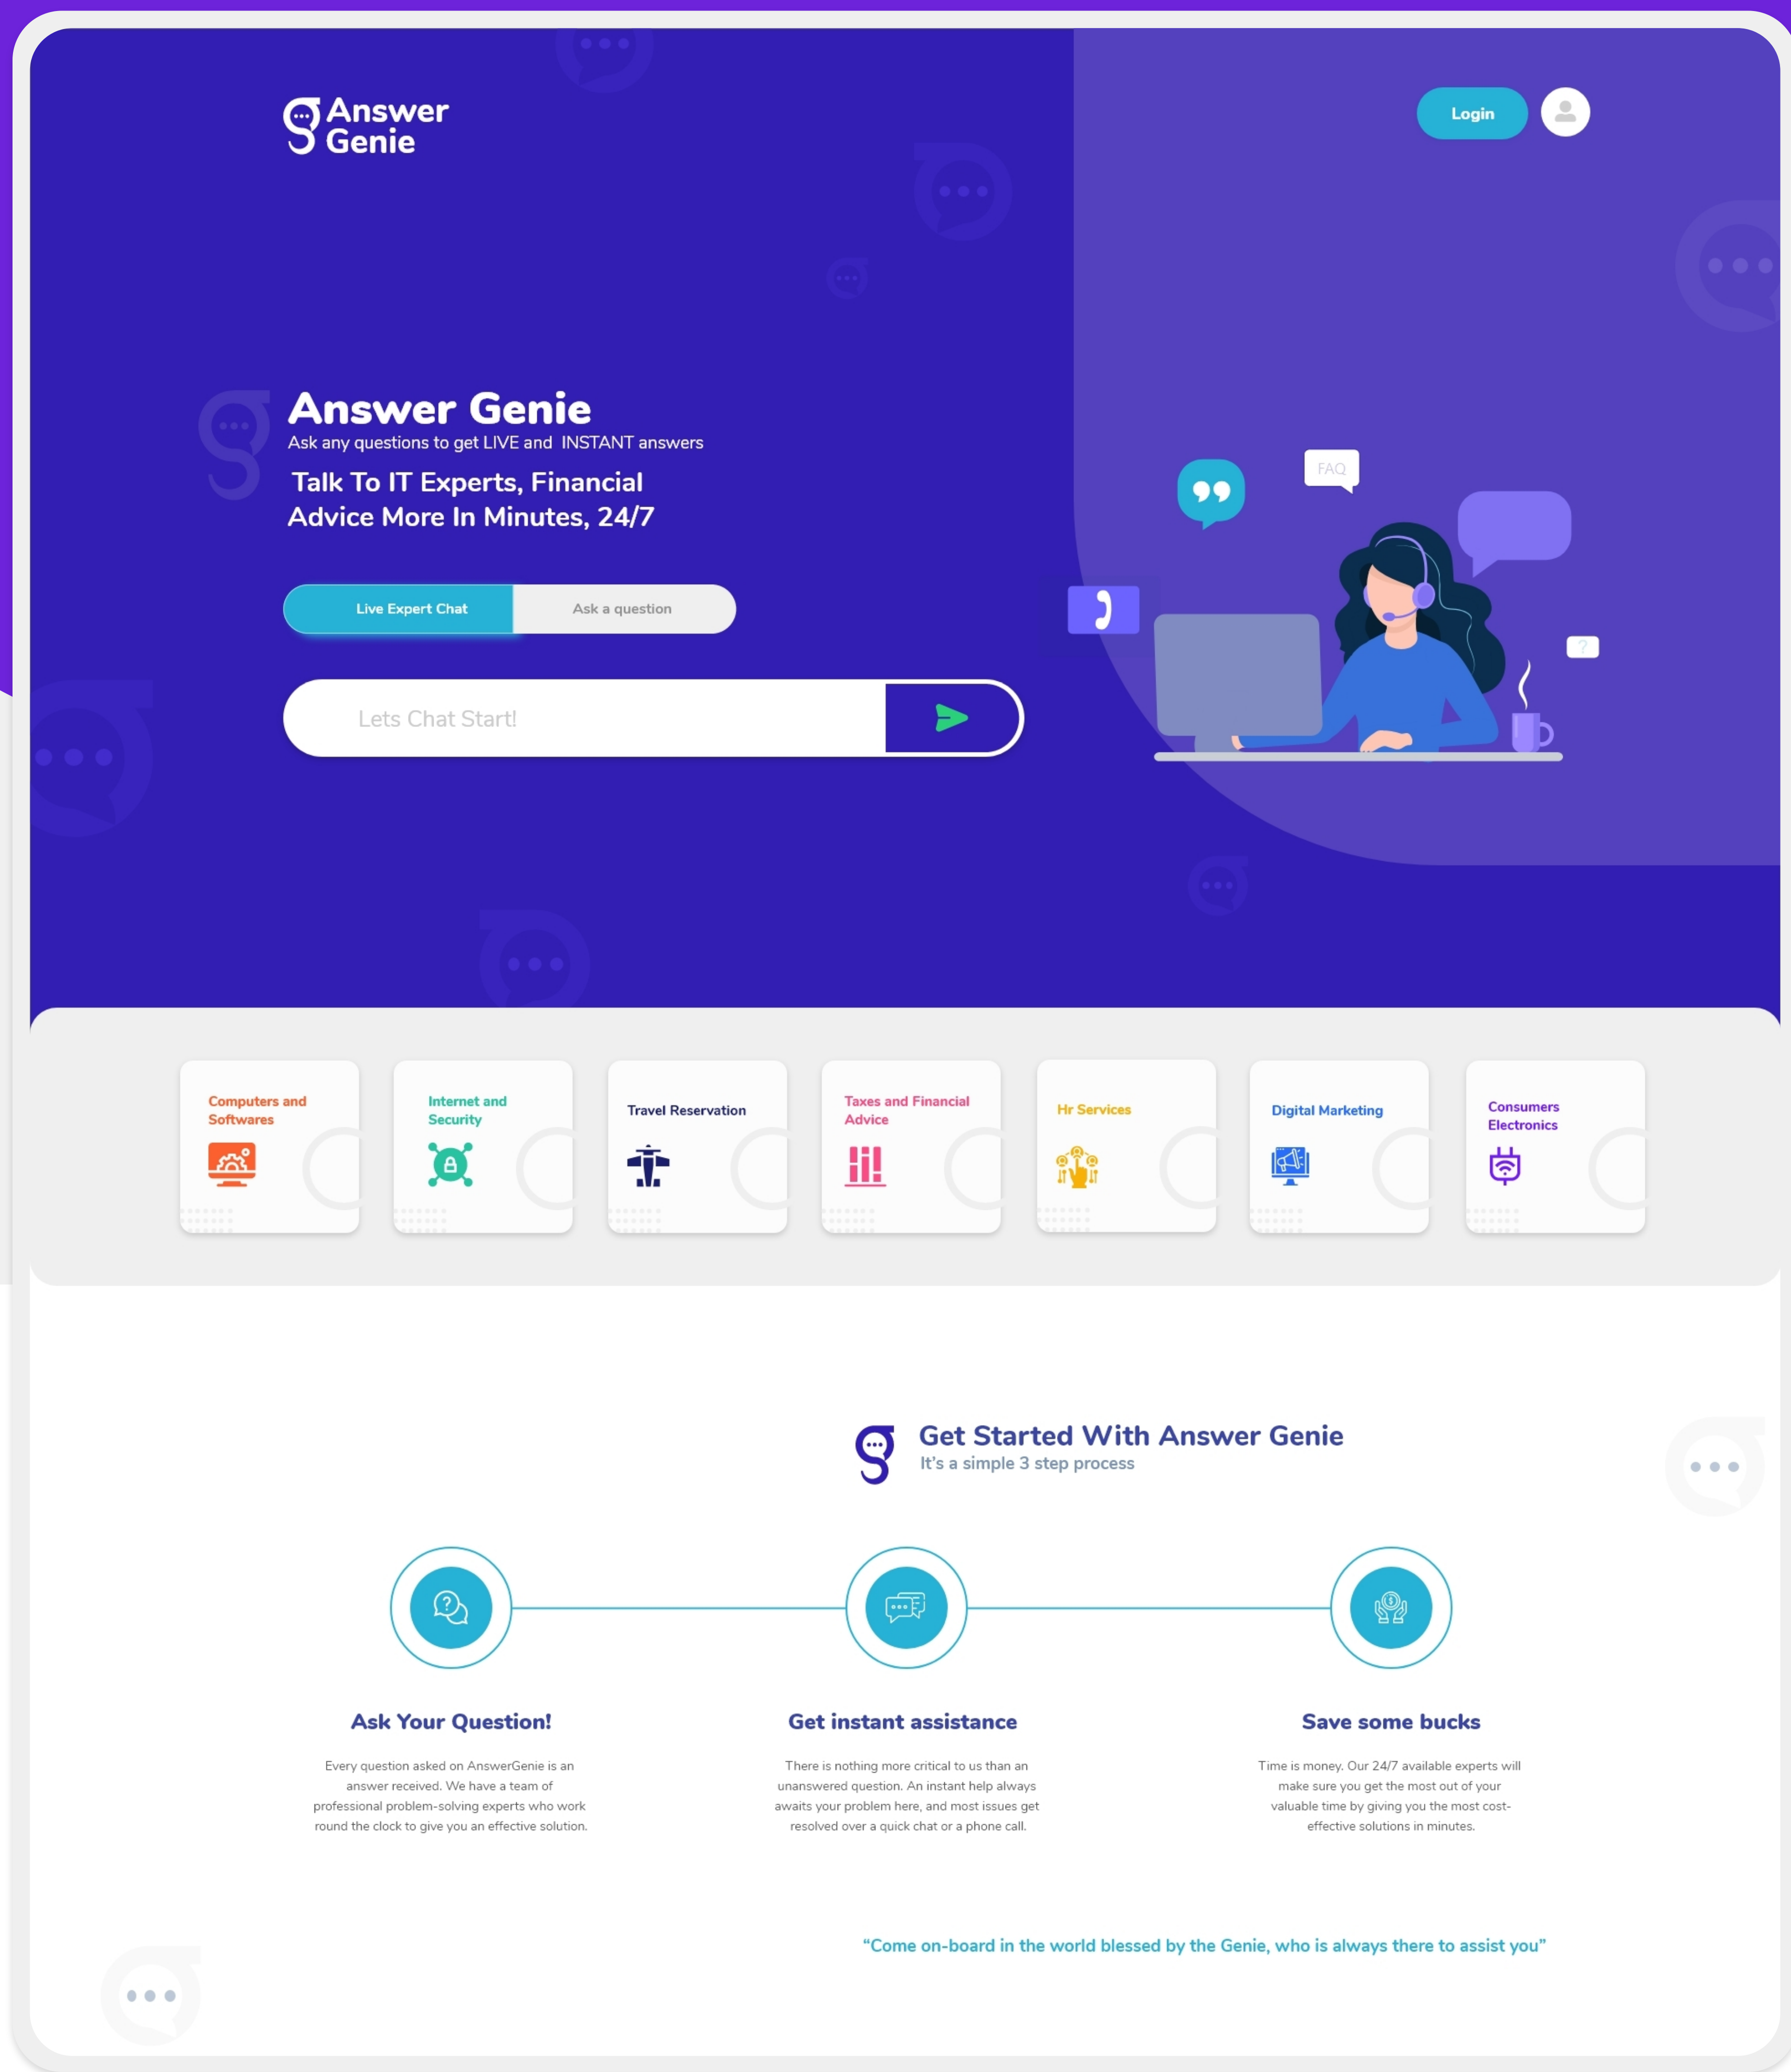 Answer
Genie
Login
Answer Genie
Ask any questions to get LIVE and INSTANT answers
Talk To IT Experts, Financial
Advice More In Minutes, 24/7
FAQ
Live Expert Chat
Ask a question
?
Lets Chat Start!
Computers and
Softwares
Internet and
Security
Travel Reservation
Taxes and Financial
Advice
Hr Services
Digital Marketing
Consumers
Electronics
Get Started With Answer Genie
It's a simple 3 step process
?
$
Ask Your Question!
Every question asked on AnswerGenie is an
answer received. We have a team of
professional problem-solving experts who work
round the clock to give you an effective solution.
Get instant assistance
There is nothing more critical to us than an
unanswered question. An instant help always
awaits your problem here, and most issues get
resolved over a quick chat or a phone call.
Save some bucks
Time is money. Our 24/7 available experts will
make sure you get the most out of your
valuable time by giving you the most cost-
effective solutions in minutes.
“Come on-board in the world blessed by the Genie, who is always there to assist you”